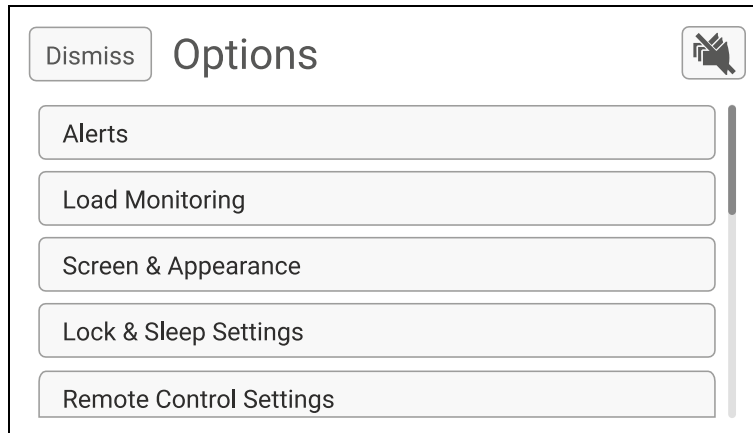 Dismiss
Options
Alerts
Load Monitoring
Screen & Appearance
Lock & Sleep Settings
Remote Control Settings